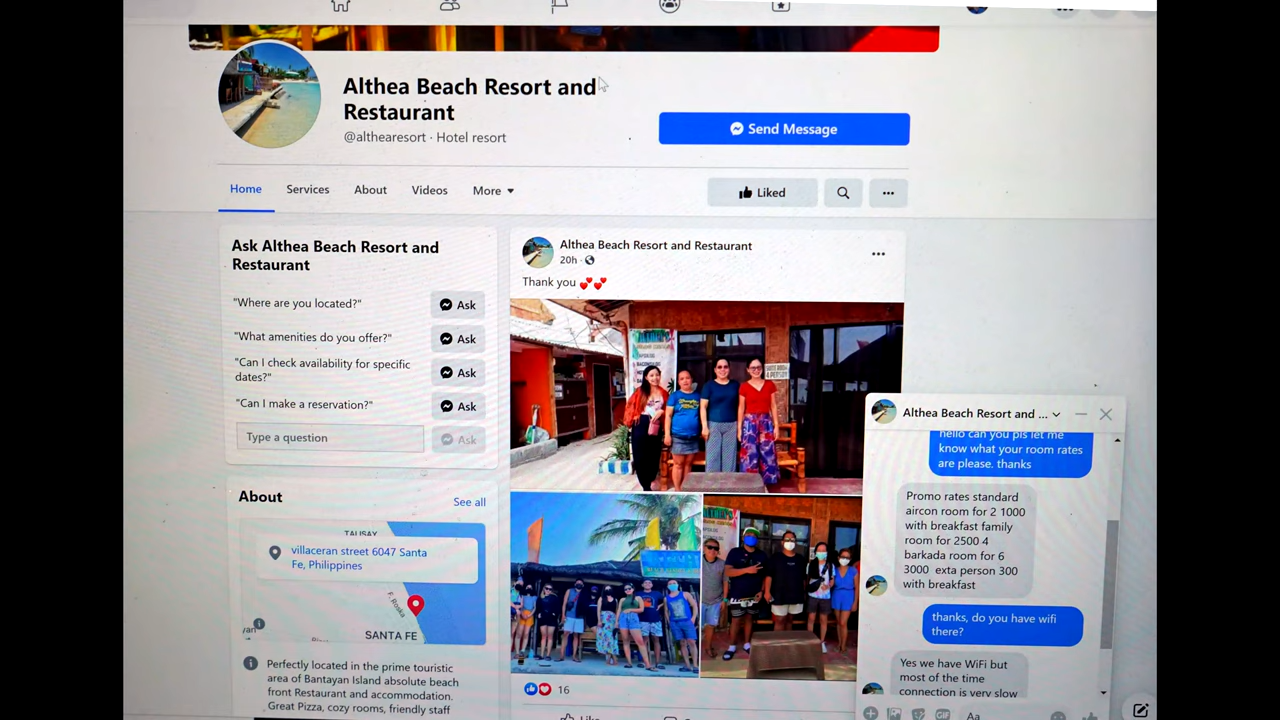 Althea Beach Resort and
Restaurant
@althearesort · Hotel resort
Send Message
Home
Services
About
Videos
More
Liked
Ask Althea Beach Resort and
Restaurant
"Where are you located?"
Ask
"What amenities do you offer?"
Ask
"Can I check availability for specific
dates?"
Ask
"Can I make a reservation?"
Ask
Type a question
Ask
About
See all
TALISAY
villaceran street 6047 Santa
Fe, Philippines
F. Roska
SANTA FE
Perfectly located in the prime touristic
area of Bantayan Island absolute beach
front Restaurant and accommodation.
Great Pizza, cozy rooms, friendly staff
Althea Beach Resort and Restaurant
20h ·
Thank you
16
Like
Althea Beach Resort and ...
hello can you pls let me
know what your room rates
are please. thanks
Promo rates standard
aircon room for 2 1000
with breakfast family
room for 2500 4
barkada room for 6
3000 exta person 300
with breakfast
thanks, do you have wifi
there?
Yes we have WiFi but
most of the time
connection is very slow
GIF
Aa